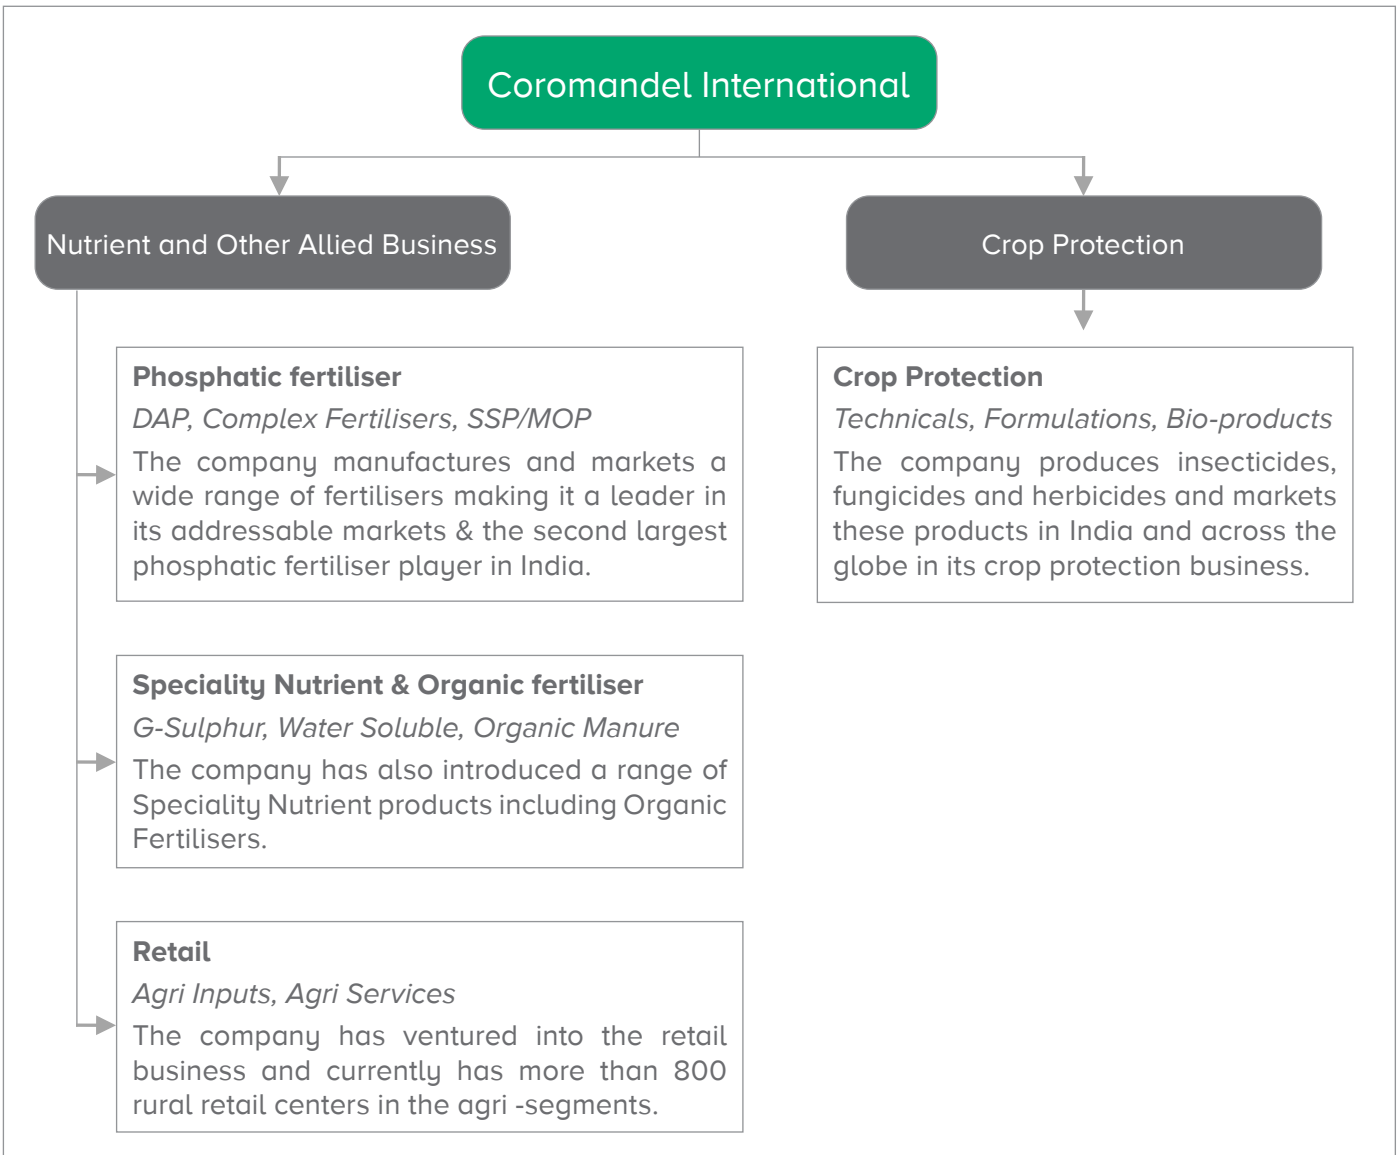 Coromandel International
Nutrient and Other Allied Business
Phosphatic fertiliser
DAP, Complex Fertilisers, SSP/MOP
The company manufactures and markets a
wide range of fertilisers making it a leader in
its addressable markets & the second largest
phosphatic fertiliser player in India.
Speciality Nutrient & Organic fertiliser
G-Sulphur, Water Soluble, Organic Manure
The company has also introduced a range of
Speciality Nutrient products including Organic
Fertilisers.
Retail
Agri Inputs, Agri Services
The company has ventured into the retail
business and currently has more than 800
rural retail centers in the agri -segments.
Crop Protection
Crop Protection
Technicals, Formulations, Bio-products
The company produces insecticides,
fungicides and herbicides and markets
these products in India and across the
globe in its crop protection business.